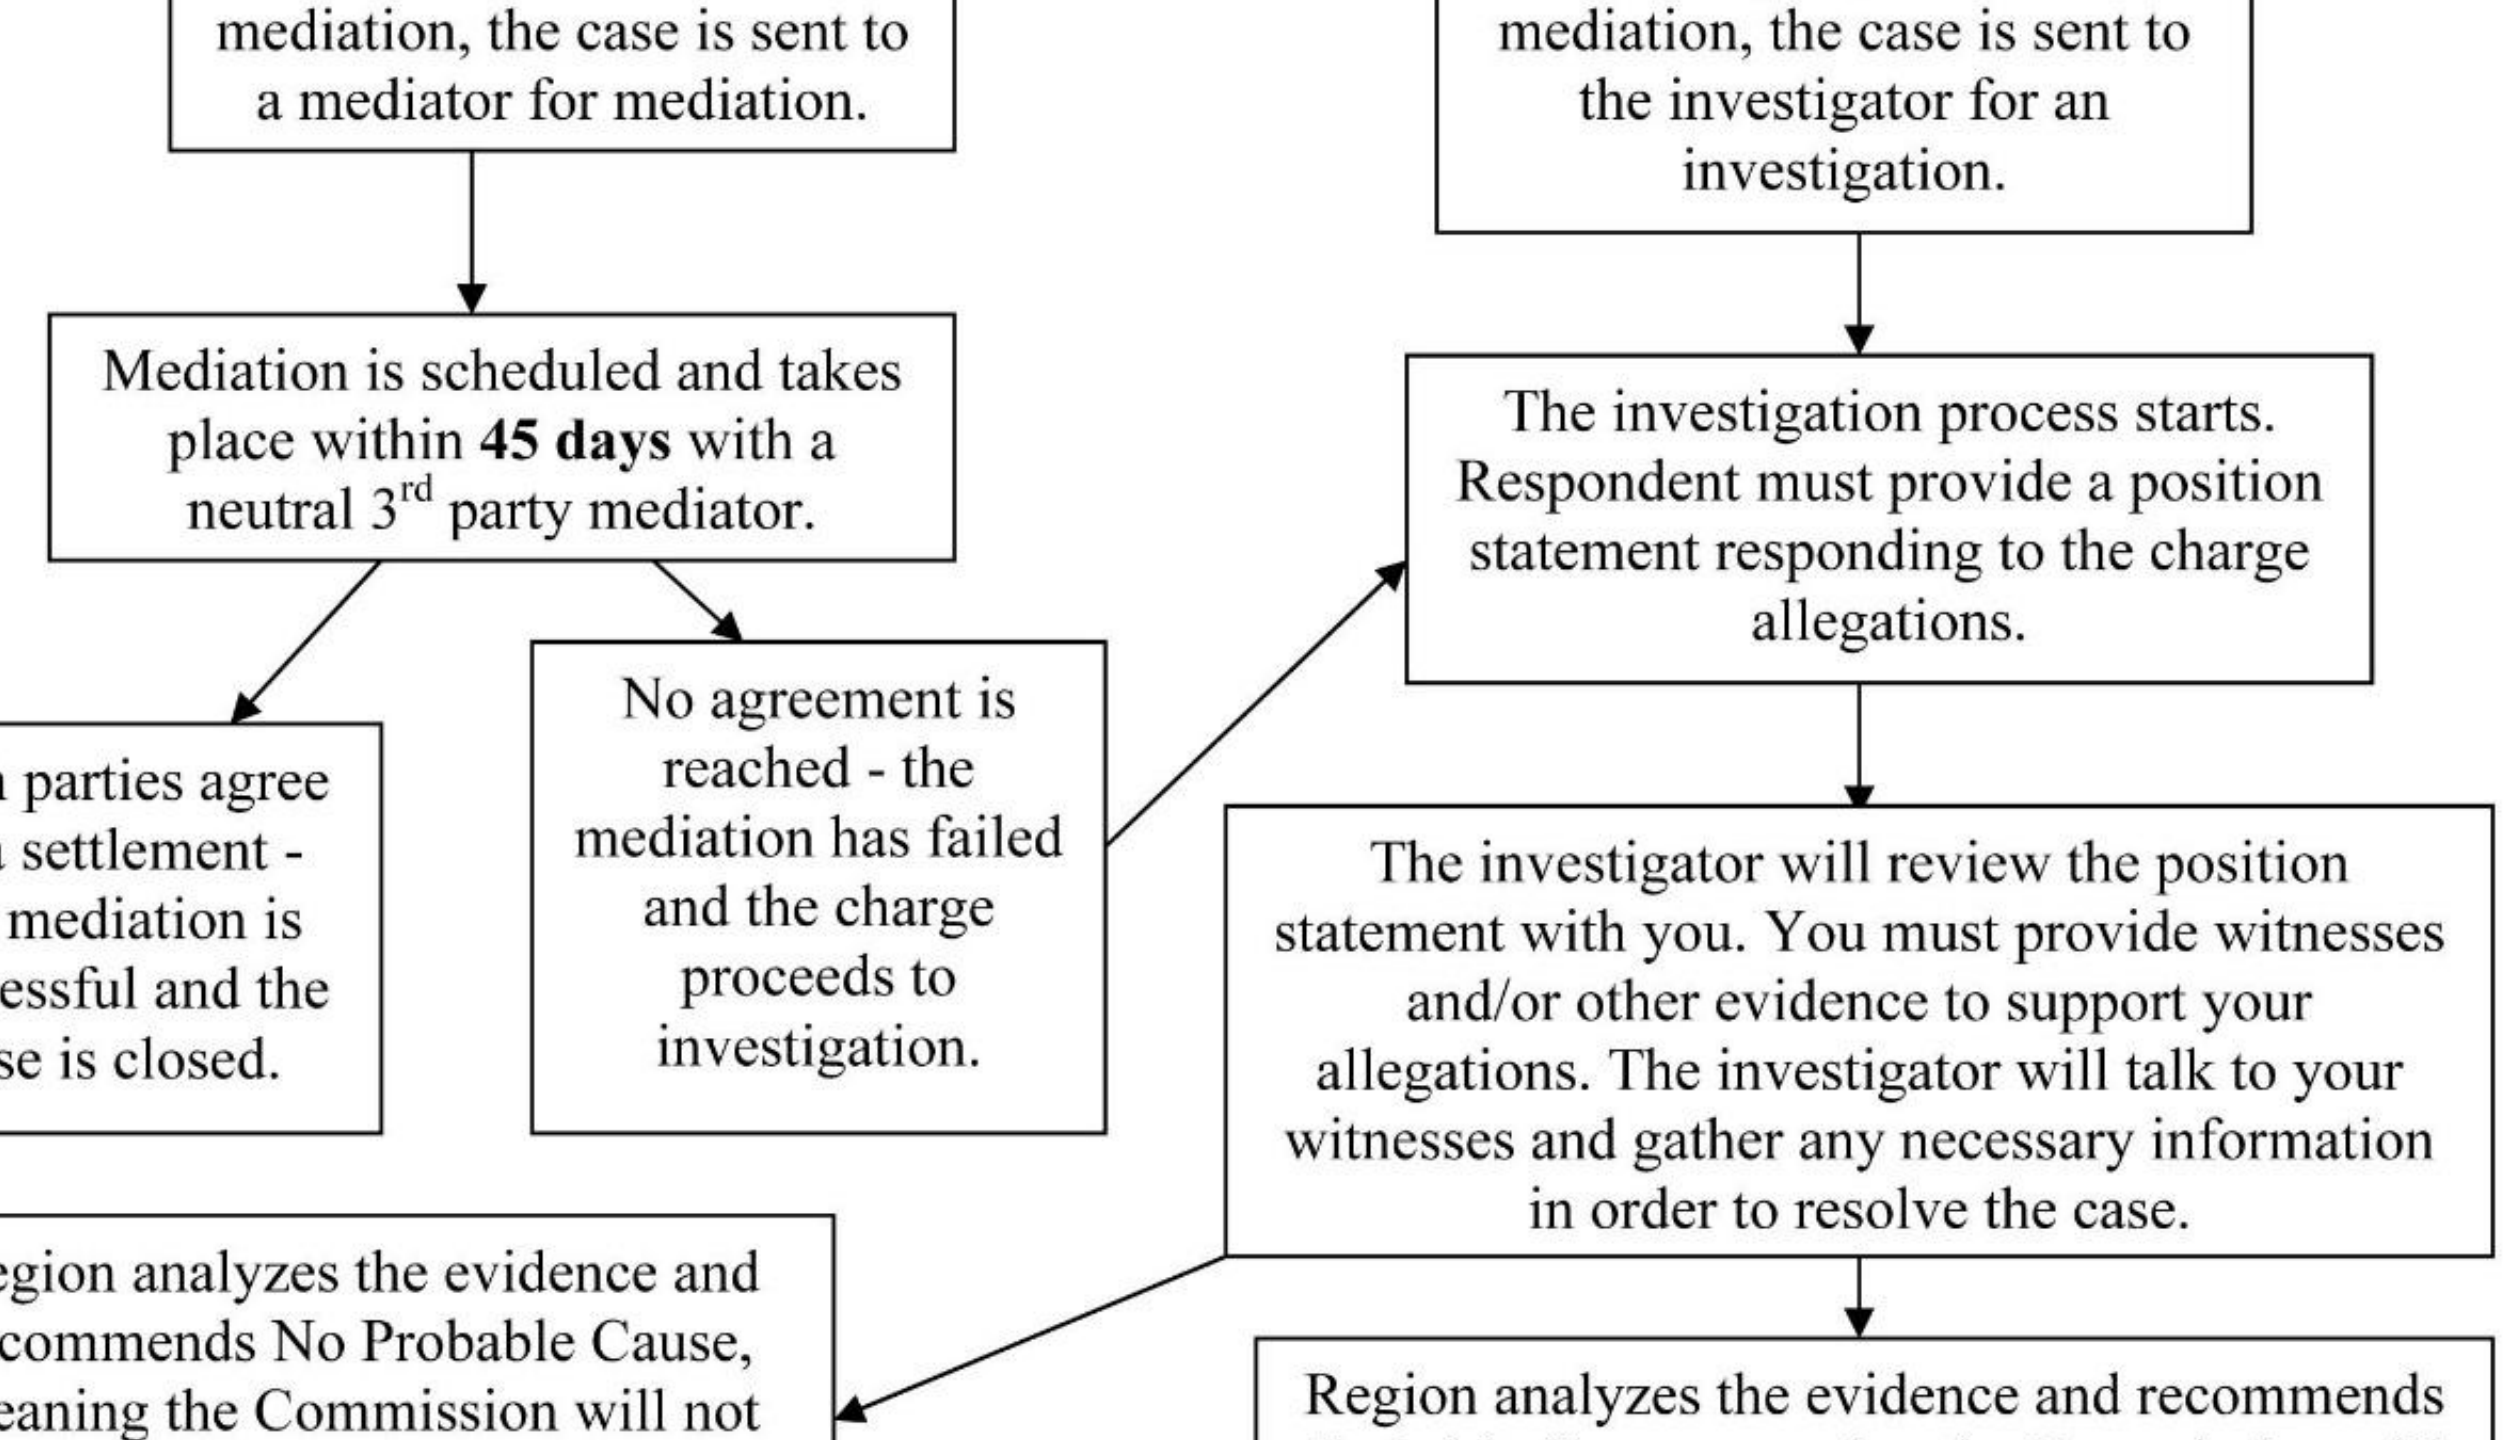 mediation, the case is sent to
a mediator for mediation.
mediation, the case is sent to
the investigator for an
investigation.
Mediation is scheduled and takes
place within 45 days with a
neutral 3rd party mediator.
The investigation process starts.
Respondent must provide a position
statement responding to the charge
allegations.
parties agree
settlement -
mediation is
essful and the
se is closed.
No agreement is
reached - the
mediation has failed
and the charge
proceeds to
investigation.
The investigator will review the position
statement with you. You must provide witnesses
and/or other evidence to support your
allegations. The investigator will talk to your
witnesses and gather any necessary information
in order to resolve the case.
egion analyzes the evidence and
commends No Probable Cause,
eaning the Commission will not
Region analyzes the evidence and recommends